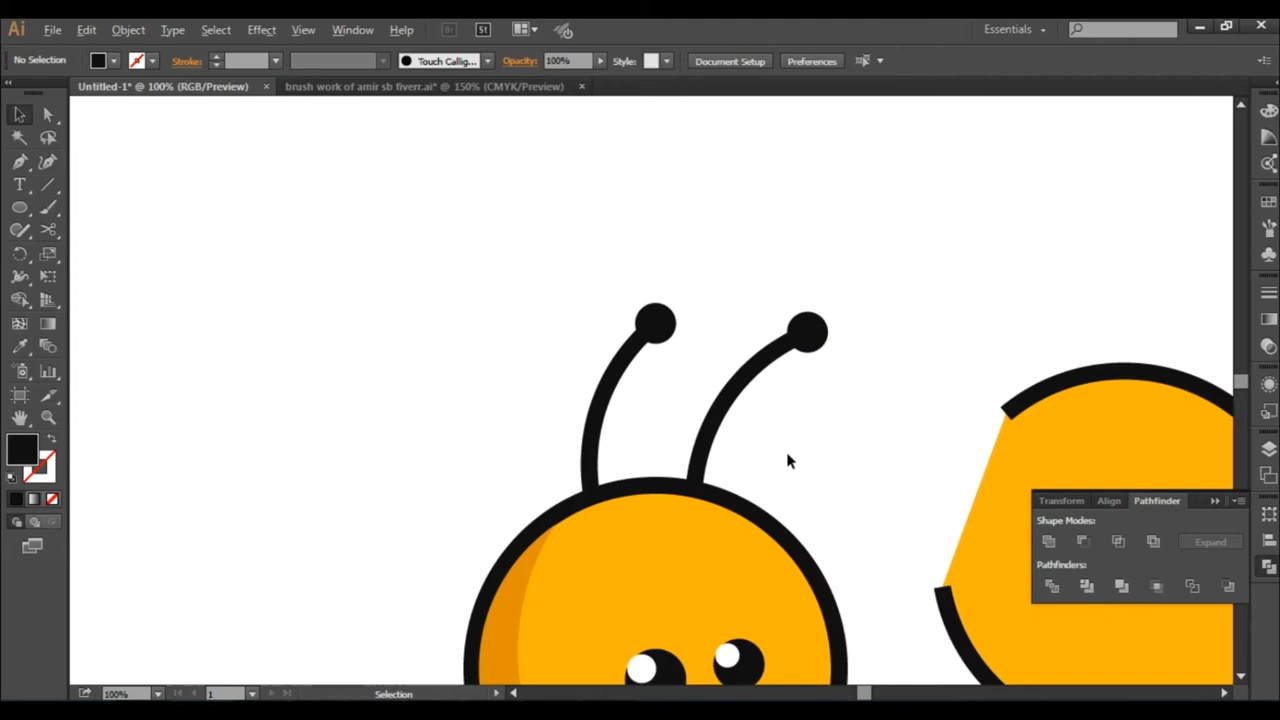 Ai File Edit Object Type Select Effect View Window Help Br St Essentials
No Selection Stroke: Touch Callig... Opacity: 100% Style: Document Setup Preferences
Untitled-1* @ 100% (RGB/Preview) × brush work of amir sb fiverr.ai* @ 150% (CMYK/Preview) ×
T
Transform Align Pathfinder
Shape Modes:
Expand
Pathfinders:
100% 1 Selection